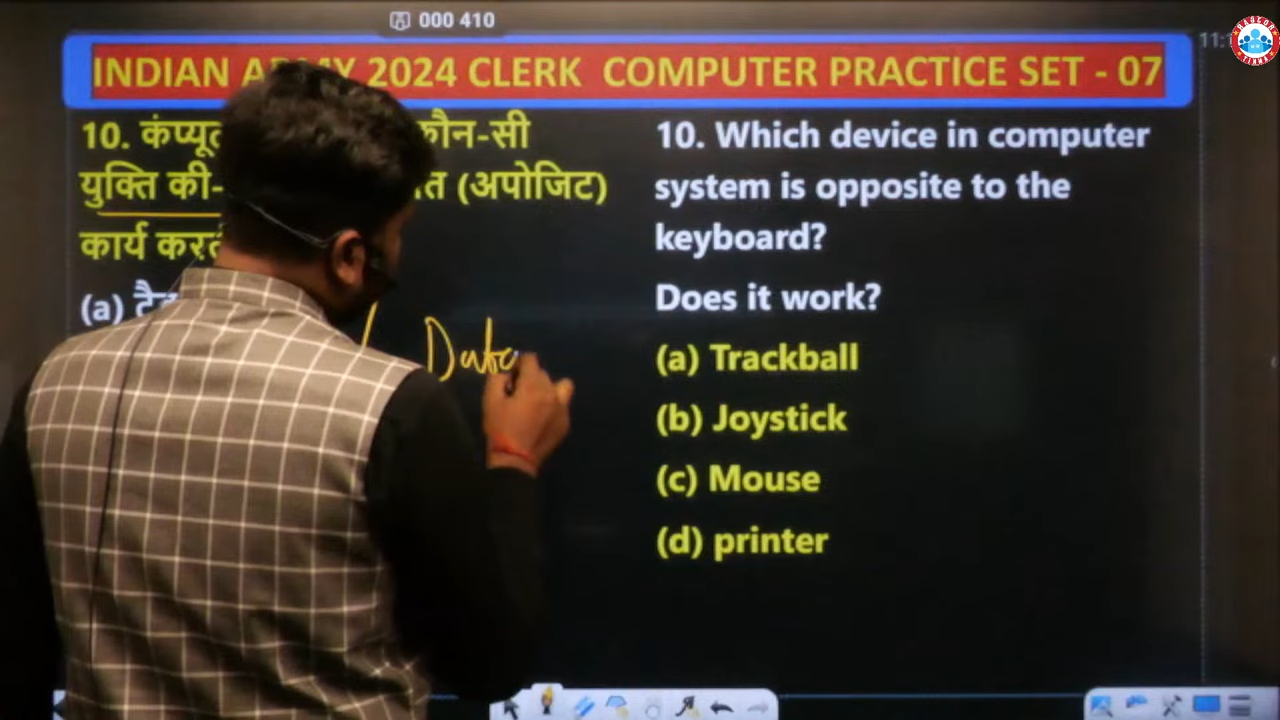 000 410
INDIAN 2024 CLERK COMPUTER PRACTICE SET - 07
10. कौन-सी
युक्ति की- (अपोजिट)
कार्य
(a)
Data
10. Which device in computer
system is opposite to the
keyboard?
Does it work?
(a) Trackball
(b) Joystick
(c) Mouse
(d) printer